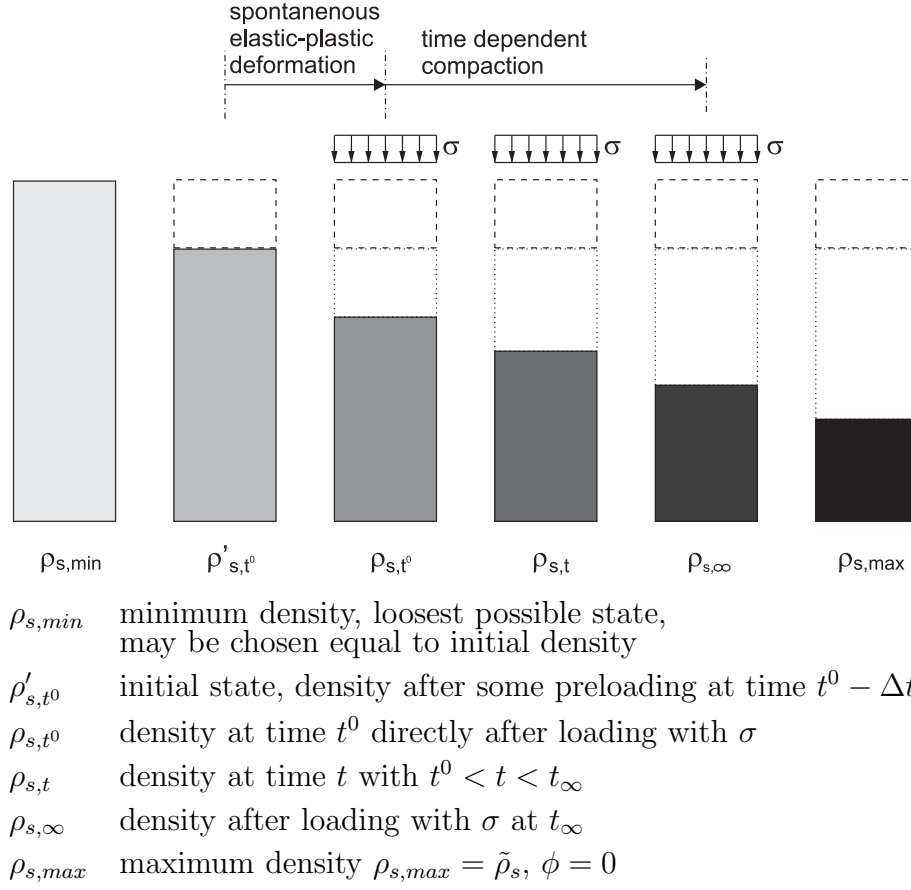 spontanenous
elastic-plastic
deformation
time dependent
compaction
σ σ σ
ρs,min ρ's,t⁰ ρs,t⁰ ρs,t ρs,∞ ρs,max
ρs,min minimum density, loosest possible state,
may be chosen equal to initial density
ρ′s,t⁰ initial state, density after some preloading at time t⁰ − Δt
ρs,t⁰ density at time t⁰ directly after loading with σ
ρs,t density at time t with t⁰ < t < t∞
ρs,∞ density after loading with σ at t∞
ρs,max maximum density ρs,max = ρ̃s, ϕ = 0